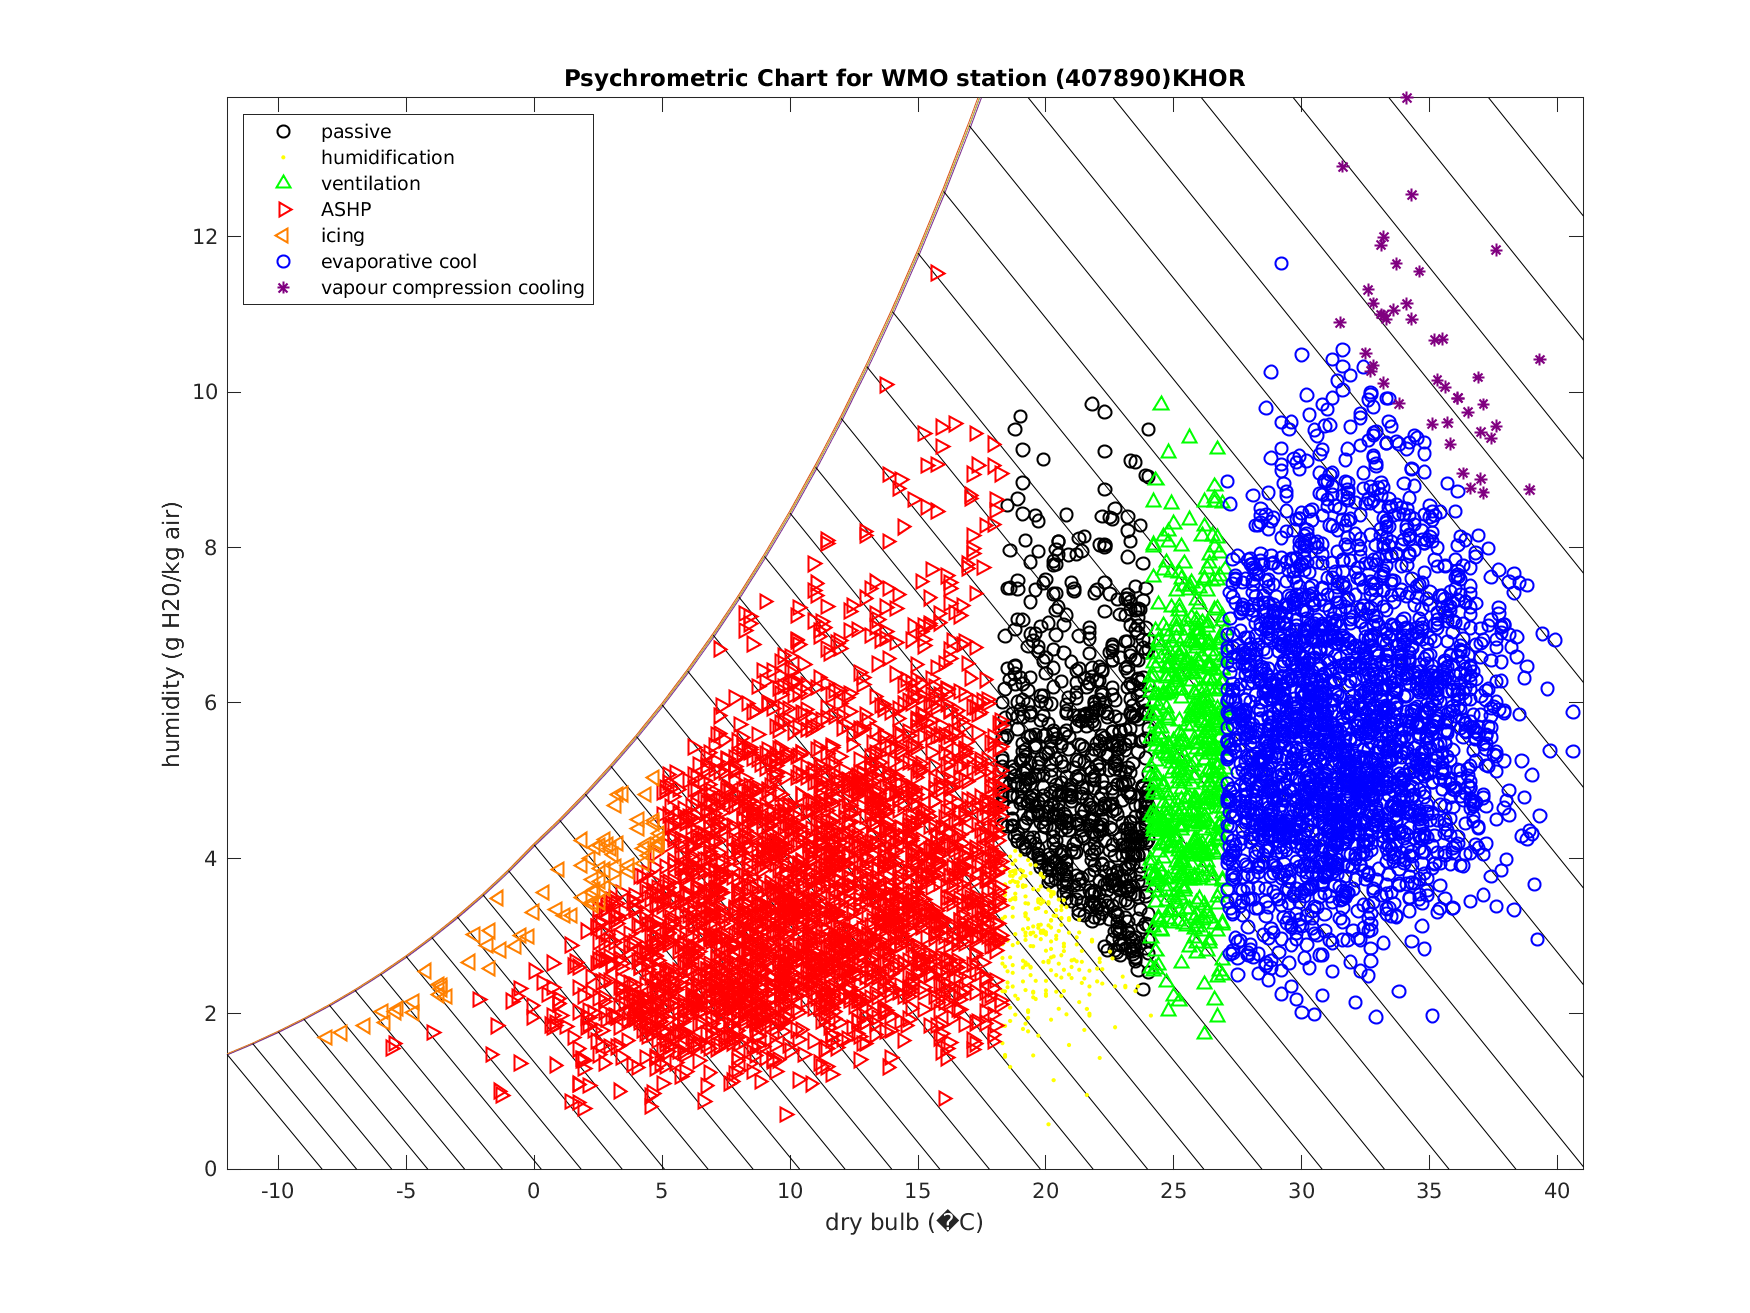 Psychrometric Chart for WMO station (407890)KHOR
passive
humidification
ventilation
ASHP
icing
evaporative cool
vapour compression cooling
humidity (g H20/kg air)
12
10
8
6
4
2
0
-10 -5 0 5 10 15 20 25 30 35 40
dry bulb (�C)